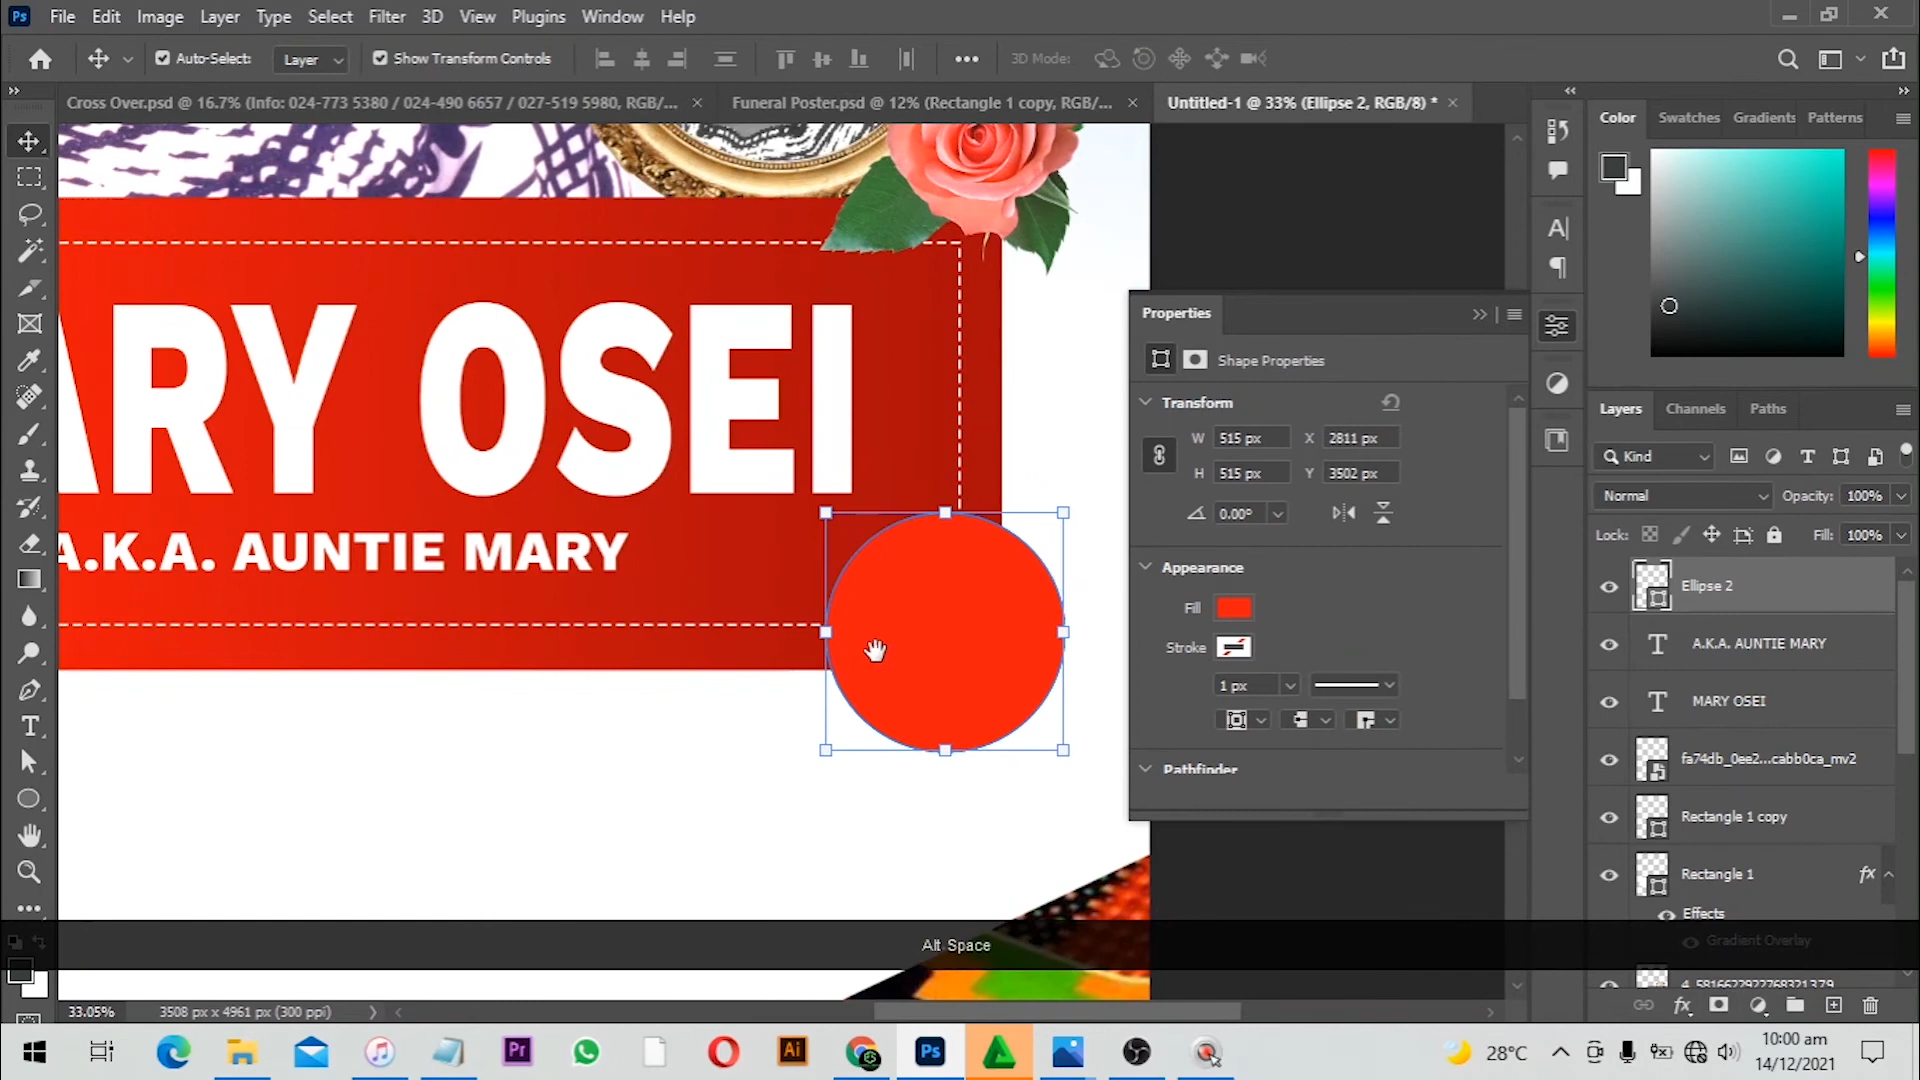 Ps File Edit Image Layer Type Select Filter 3D View Plugins Window Help
Auto-Select: Layer Show Transform Controls 3D Mode:
Cross Over.psd @ 16.7% (Info: 024-773 5380 / 024-490 6657 / 027-519 5980, RGB/... × Funeral Poster.psd @ 12% (Rectangle 1 copy, RGB/... × Untitled-1 @ 33% (Ellipse 2, RGB/8) * ×
Color Swatches Gradients Patterns
ARY OSEI
A.K.A. AUNTIE MARY
Properties
Shape Properties
Transform
W 515 px X 2811 px
H 515 px Y 3502 px
0.00°
Appearance
Fill
Stroke
1 px
Pathfinder
Layers Channels Paths
Kind
Normal Opacity: 100%
Lock: Fill: 100%
Ellipse 2
A.K.A. AUNTIE MARY
MARY OSEI
fa74db_0ee2...cabb0ca_mv2
Rectangle 1 copy
Rectangle 1 fx
Effects
Gradient Overlay
Alt Space
33.05% 3508 px x 4961 px (300 ppi)
Pr Ai Ps
28°C
10:00 am
14/12/2021